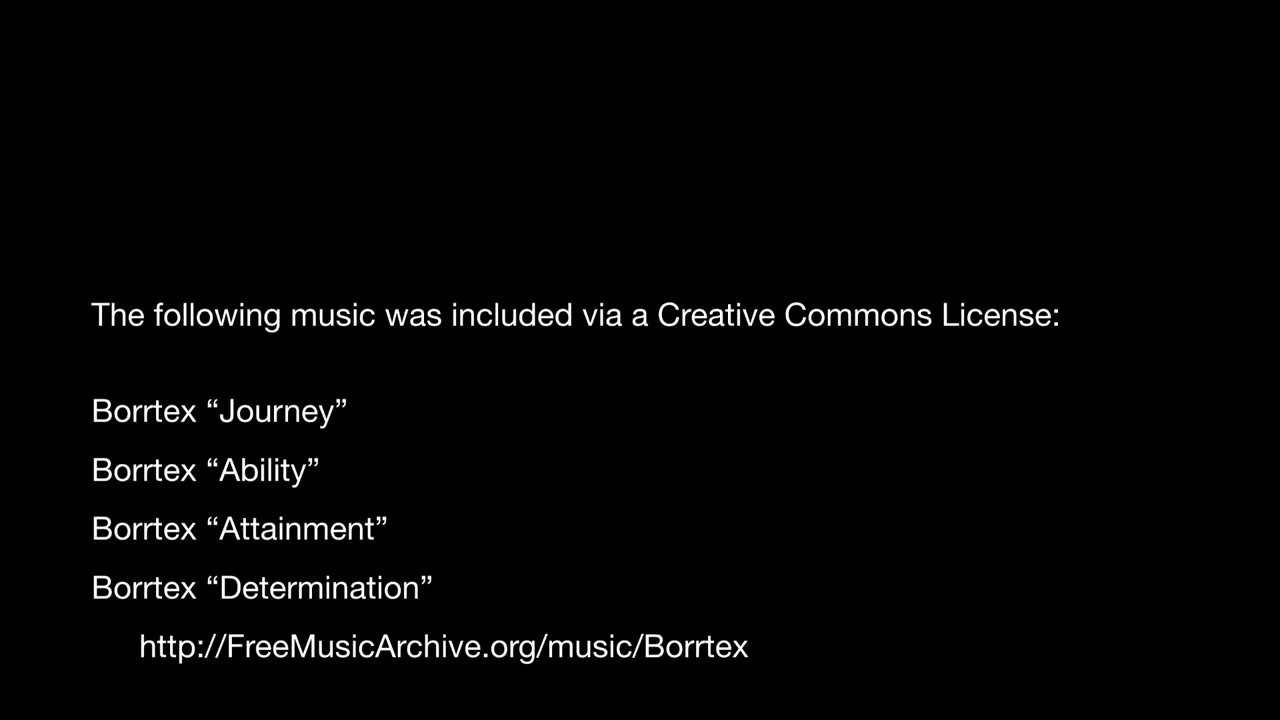 The following music was included via a Creative Commons License:
Borrtex “Journey”
Borrtex “Ability”
Borrtex “Attainment”
Borrtex “Determination”
http://FreeMusicArchive.org/music/Borrtex